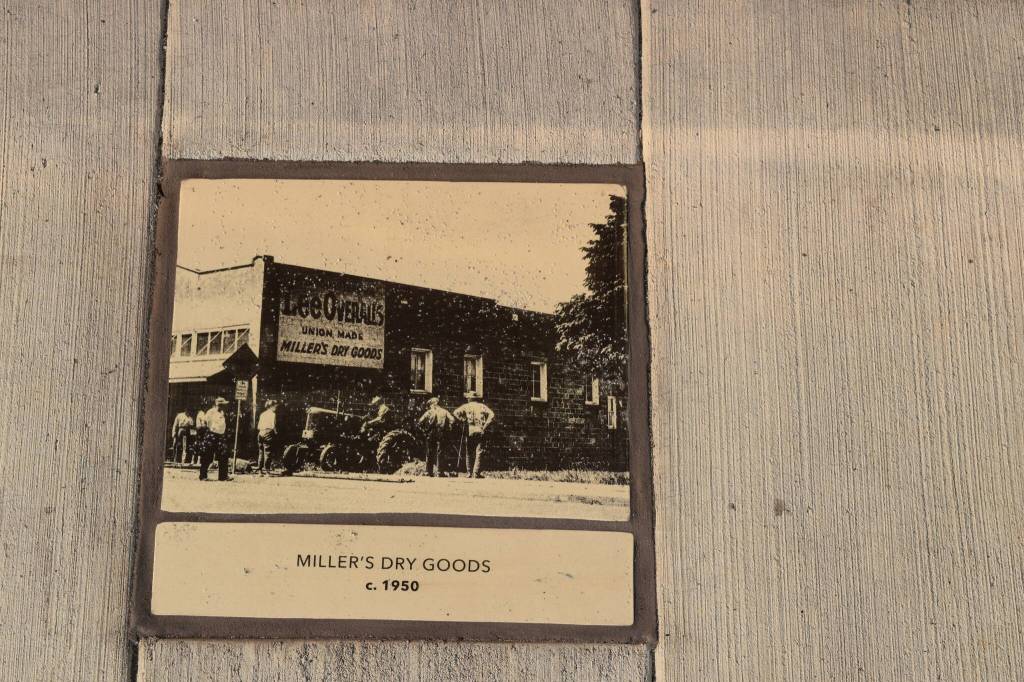 Lee OVERALLS
UNION MADE
MILLER'S DRY GOODS
MILLER'S DRY GOODS
c. 1950